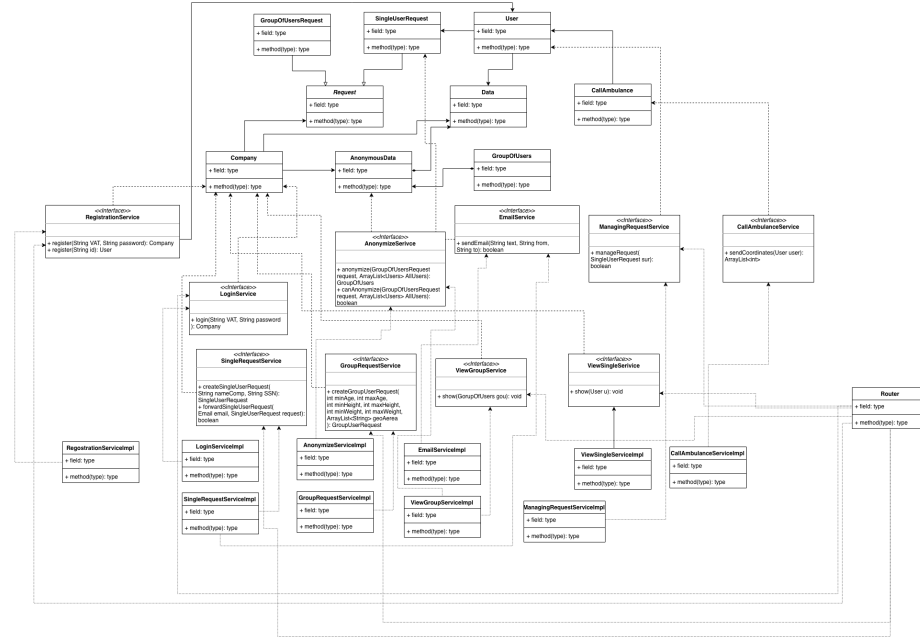 GroupOfUsersRequest
+ field: type
+ method(type): type
SingleUserRequest
+ field: type
+ method(type): type
User
+ field: type
+ method(type): type
Request
+ field: type
+ method(type): type
Data
+ field: type
+ method(type): type
CallAmbulance
+ field: type
+ method(type): type
Company
+ field: type
+ method(type): type
AnonymousData
+ field: type
+ method(type): type
GroupOfUsers
+ field: type
+ method(type): type
<<Interface>>
RegistrationService
+ register(String VAT, String password): Company
+ register(String id): User
<<Interface>>
AnonymizeSerivce
+ anonymize(GroupOfUsersRequest
request, ArrayList<Users> AllUsers):
GroupOfUsers
+ canAnonymize(GroupOfUsersRequest
request, ArrayList<Users> AllUsers):
boolean
<<Interface>>
EmailService
+ sendEmail(String text, String from,
String to): boolean
<<Interface>>
ManagingRequestService
+ manageRequest(
SingleUserRequest sur):
boolean
<<Interface>>
CallAmbulanceService
+ sendCoordinates(User user):
ArrayList<int>
<<Interface>>
LoginService
+ login(String VAT, String password
): Company
<<Interface>>
SingleRequestService
+ createSingleUserRequest(
String nameComp, String SSN):
SingleUserRequest
+ forwardSingleUserRequest(
Email email, SingleUserRequest request):
boolean
<<Interface>>
GroupRequestService
+ createGroupUserRequest(
int minAge, int maxAge,
int minHeight, int maxHeight,
int minWeight, int maxWeight,
ArrayList<String> geoAerea
): GroupUserRequest
<<Interface>>
ViewGroupService
+ show(GorupOfUsers gou): void
<<Interface>>
ViewSingleService
+ show(User u): void
Router
+ field: type
+ method(type): type
RegostrationServiceImpl
+ field: type
+ method(type): type
LoginServiceImpl
+ field: type
+ method(type): type
AnonymizeServiceImpl
+ field: type
+ method(type): type
EmailServiceImpl
+ field: type
+ method(type): type
ViewSingleServiceImpl
+ field: type
+ method(type): type
CallAmbulanceServiceImpl
+ field: type
+ method(type): type
SingleRequestServiceImpl
+ field: type
+ method(type): type
GroupRequestServiceImpl
+ field: type
+ method(type): type
ViewGroupServiceImpl
+ field: type
+ method(type): type
ManagingRequestServiceImpl
+ field: type
+ method(type): type